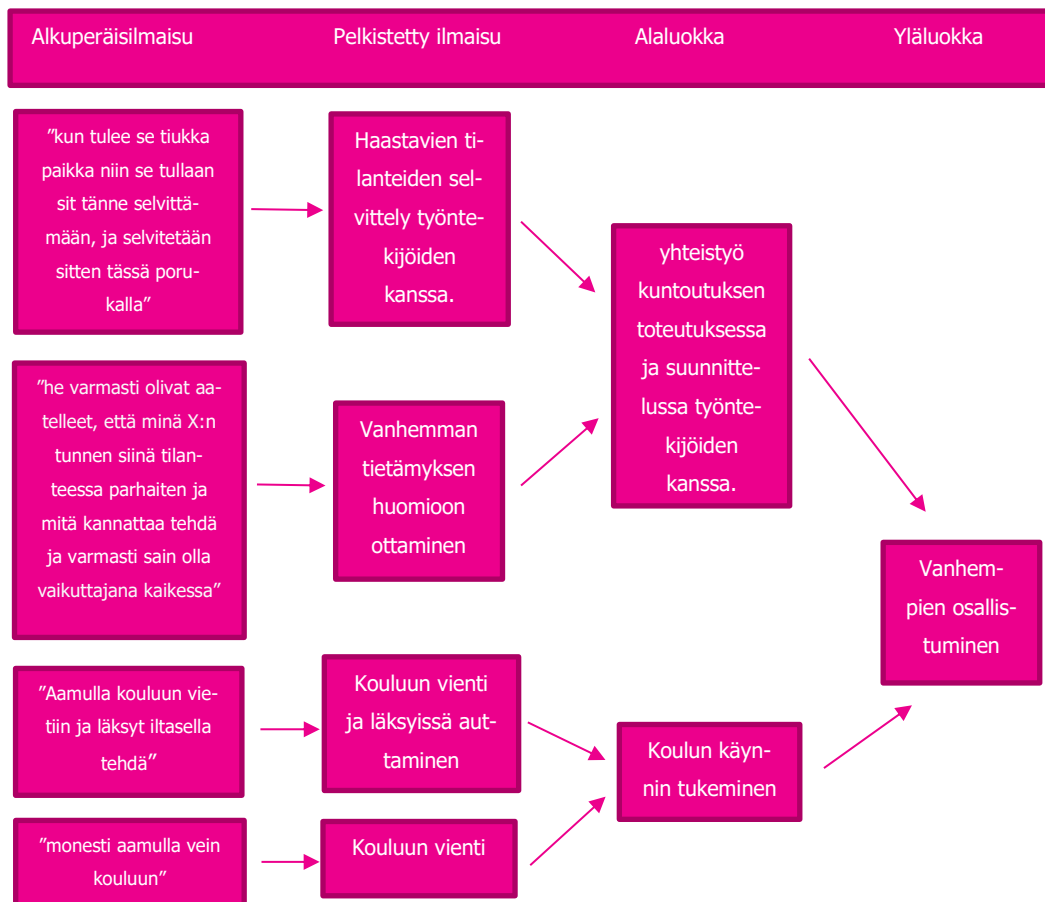 Alkuperäisilmaisu
Pelkistetty ilmaisu
Alaluokka
Yläluokka
”kun tulee se tiukka
paikka niin se tullaan
sit tänne selvittä-
mään, ja selvitetään
sitten tässä poru-
kalla”
Haastavien ti-
lanteiden sel-
vittely työnte-
kijöiden
kanssa.
yhteistyö
kuntoutuksen
toteutuksessa
ja suunnitte-
lussa työnte-
kijöiden
kanssa.
”he varmasti olivat aa-
telleet, että minä X:n
tunnen siinä tilan-
teessa parhaiten ja
mitä kannattaa tehdä
ja varmasti sain olla
vaikuttajana kaikessa”
Vanhemman
tietämyksen
huomioon
ottaminen
Vanhem-
pien osallis-
tuminen
”Aamulla kouluun vie-
tiin ja läksyt iltasella
tehdä”
Kouluun vienti
ja läksyissä aut-
taminen
Koulun käyn-
nin tukeminen
”monesti aamulla vein
kouluun”
Kouluun vienti